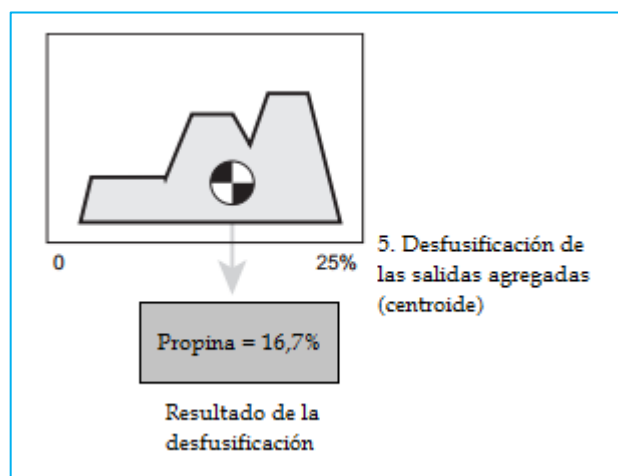 0
25%
5. Desfusificación de
las salidas agregadas
(centroide)
Propina = 16,7%
Resultado de la
desfusificación